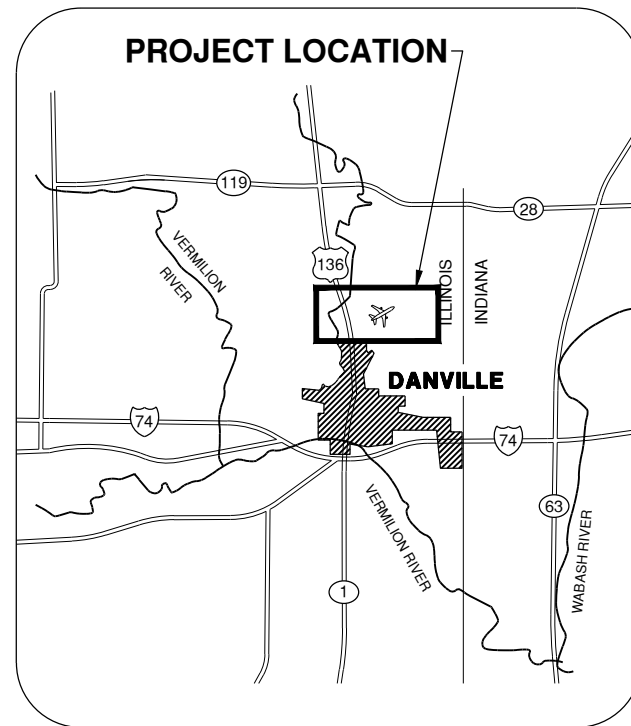 PROJECT LOCATION
119
28
VERMILION
RIVER
136
ILLINOIS
INDIANA
DANVILLE
74
74
VERMILION RIVER
63
WABASH RIVER
1